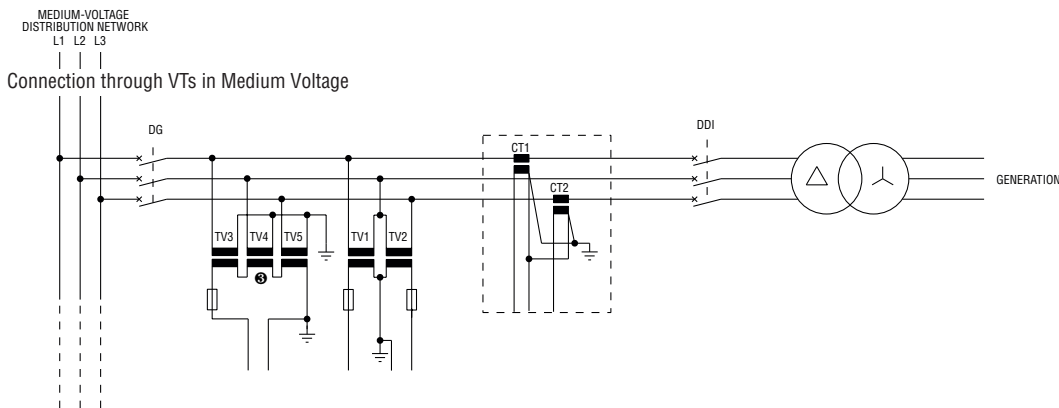 MEDIUM-VOLTAGE
DISTRIBUTION NETWORK
L1 L2 L3
Connection through VTs in Medium Voltage
DG
CT1
DDI
GENERATION
CT2
TV3 TV4 TV5 TV1 TV2
3